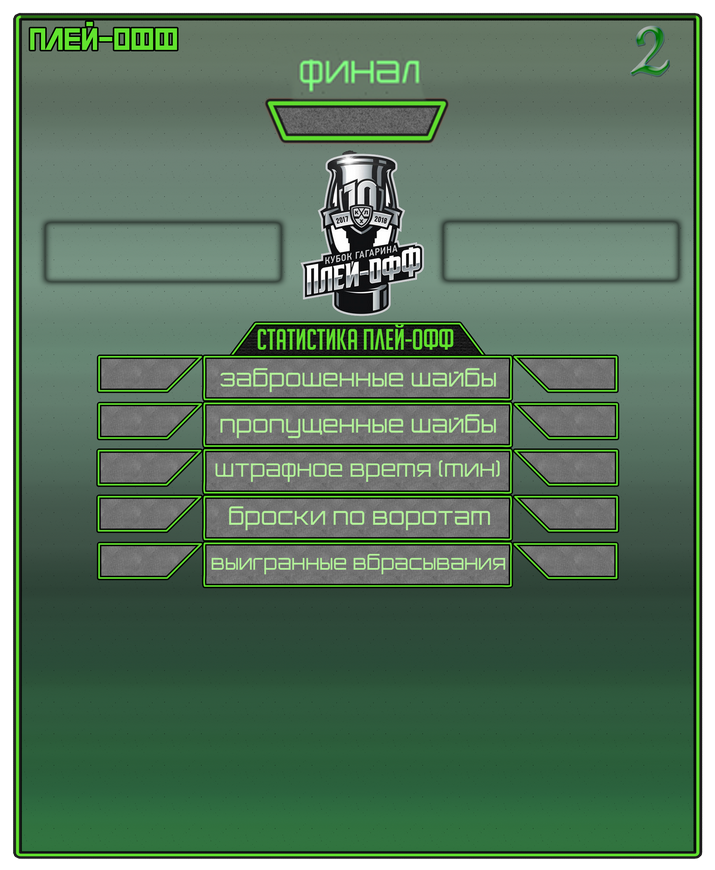 ПЛЕЙ-ОФФ
2
финал
10
2017 КХЛ 2018
КУБОК ГАГАРИНА
ПЛЕЙ-ОФФ
СТАТИСТИКА ПЛЕЙ-ОФФ
заброшенные шайбы
пропущенные шайбы
штрафное время (мин)
броски по воротам
выигранные вбрасывания